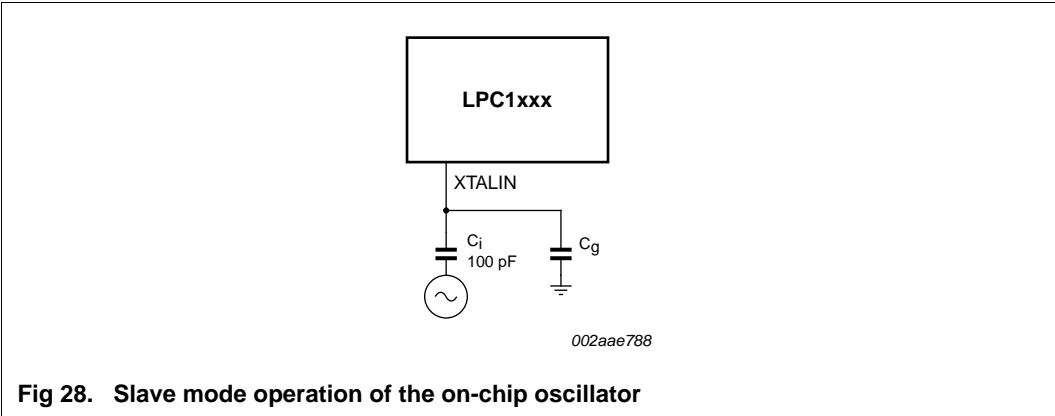 LPC1xxx
XTALIN
Ci
100 pF
Cg
002aae788
Fig 28. Slave mode operation of the on-chip oscillator